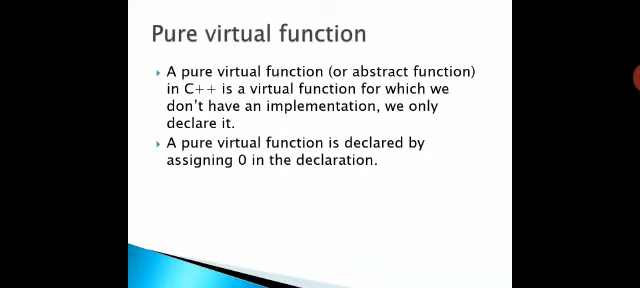 Pure virtual function
A pure virtual function (or abstract function)
in C++ is a virtual function for which we
don't have an implementation, we only
declare it.
A pure virtual function is declared by
assigning 0 in the declaration.